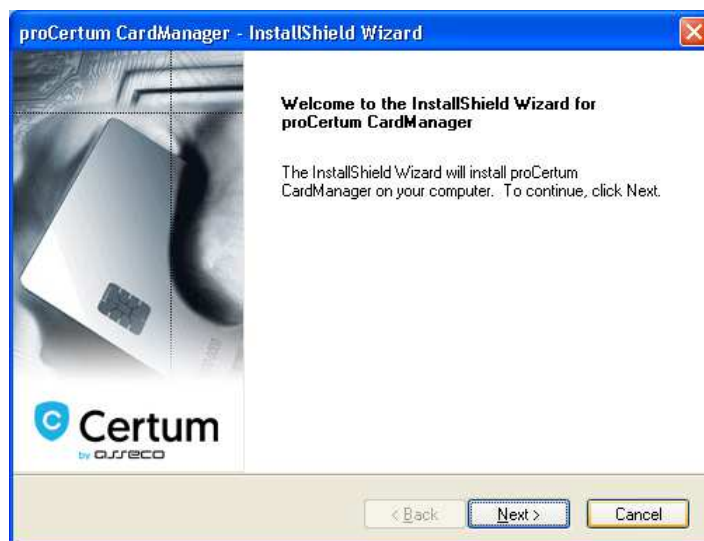 proCertum CardManager - InstallShield Wizard
Welcome to the InstallShield Wizard for
proCertum CardManager
The InstallShield Wizard will install proCertum
CardManager on your computer. To continue, click Next.
Certum
by asseco
< Back
Next >
Cancel